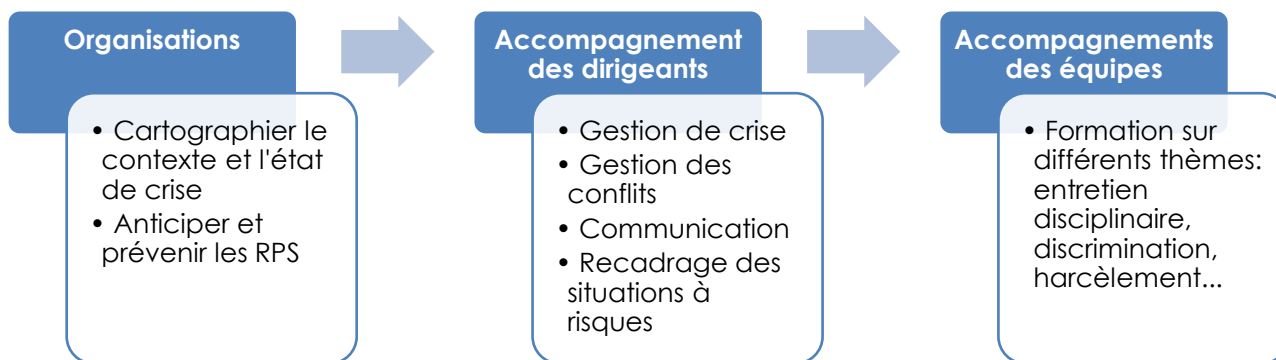 Organisations
• Cartographier le
contexte et l'état
de crise
• Anticiper et
prévenir les RPS
Accompagnement
des dirigeants
• Gestion de crise
• Gestion des
conflits
• Communication
• Recadrage des
situations à
risques
Accompagnements
des équipes
• Formation sur
différents thèmes:
entretien
disciplinaire,
discrimination,
harcèlement...